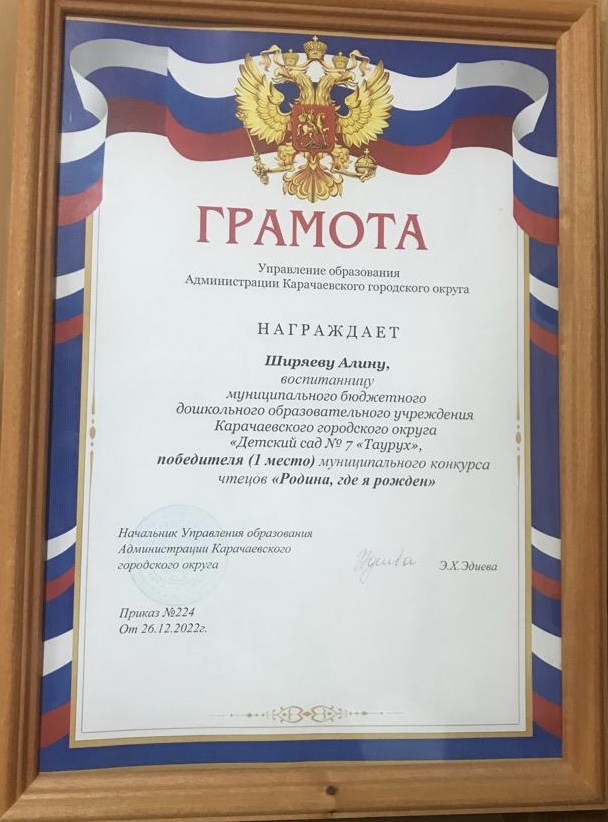 ГРАМОТА
Управление образования
Администрации Карачаевского городского округа
НАГРАЖДАЕТ
Ширяеву Алину,
воспитанницу
муниципального бюджетного
дошкольного образовательного учреждения
Карачаевского городского округа
«Детский сад № 7 «Таурух»,
победителя (1 место) муниципального конкурса
чтецов «Родина, где я рожден»
Начальник Управления образования
Администрации Карачаевского
городского округа
Э.Х.Эдиева
Приказ №224
От 26.12.2022г.